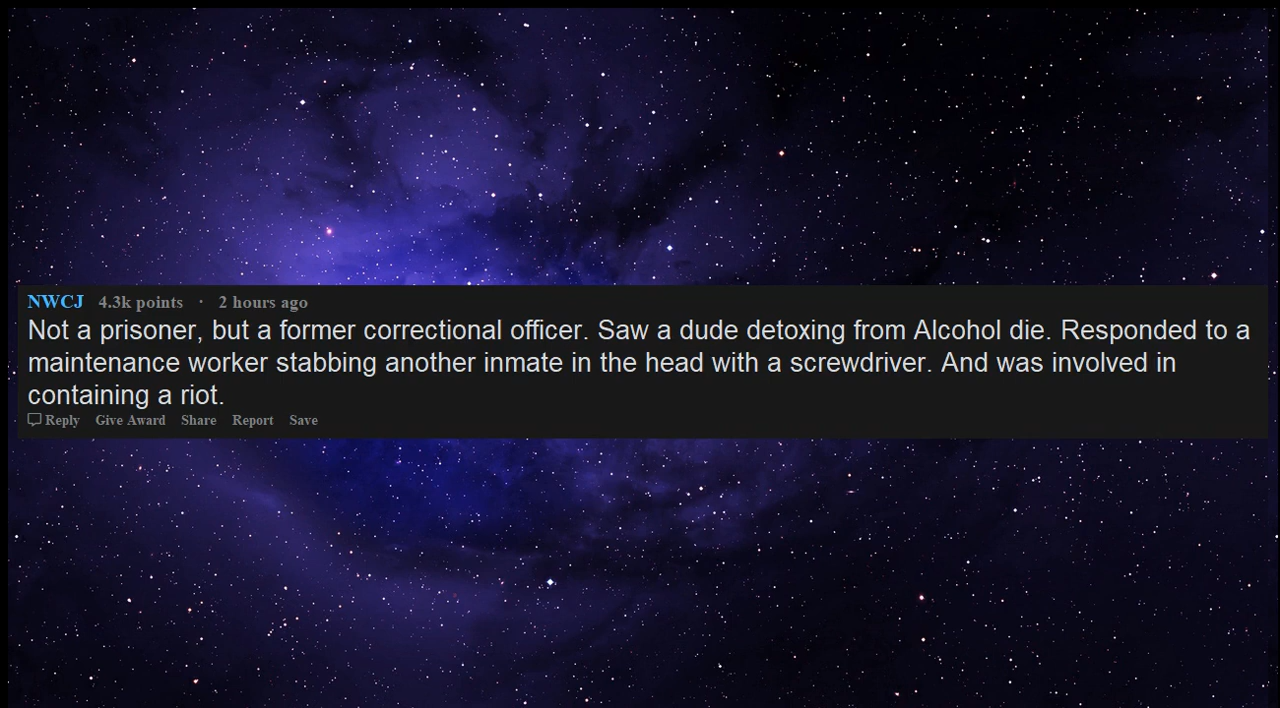 NWCJ 4.3k points · 2 hours ago
Not a prisoner, but a former correctional officer. Saw a dude detoxing from Alcohol die. Responded to a
maintenance worker stabbing another inmate in the head with a screwdriver. And was involved in
containing a riot.
Reply Give Award Share Report Save